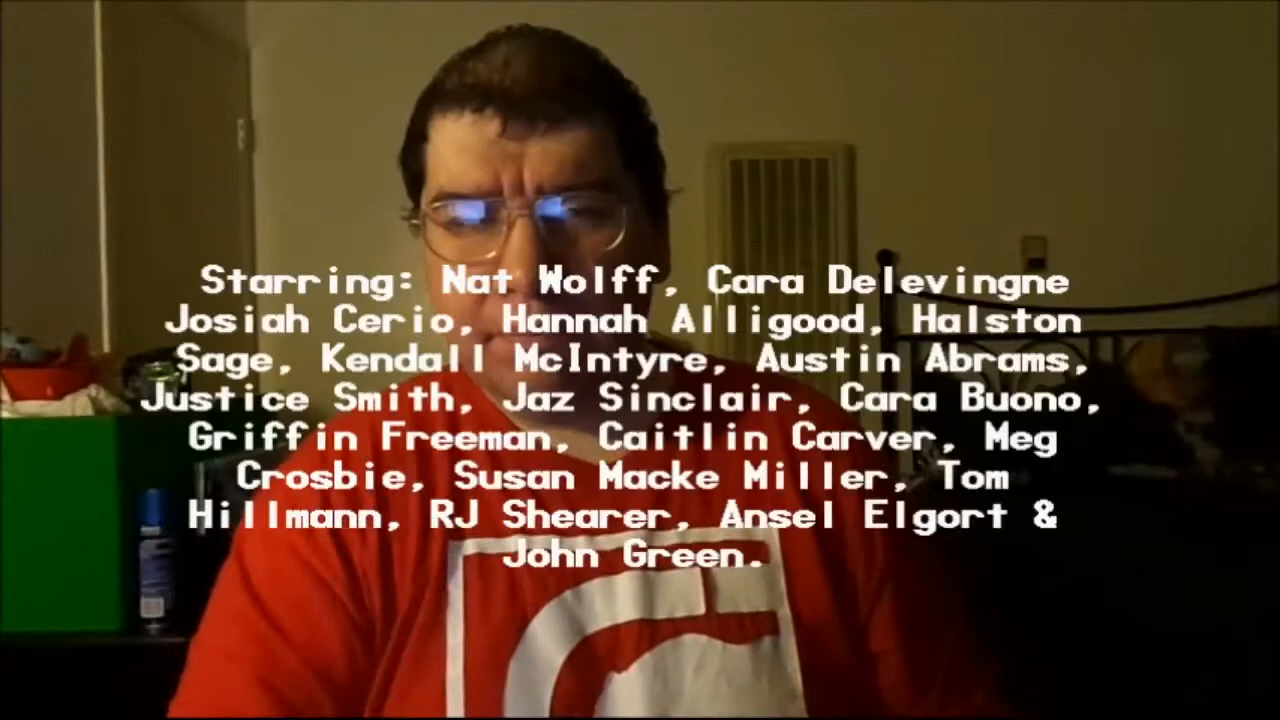 Starring: Nat Wolff, Cara Delevingne
Josiah Cerio, Hannah Alligood, Halston
Sage, Kendall McIntyre, Austin Abrams,
Justice Smith, Jaz Sinclair, Cara Buono,
Griffin Freeman, Caitlin Carver, Meg
Crosbie, Susan Macke Miller, Tom
Hillmann, RJ Shearer, Ansel Elgort &
John Green.